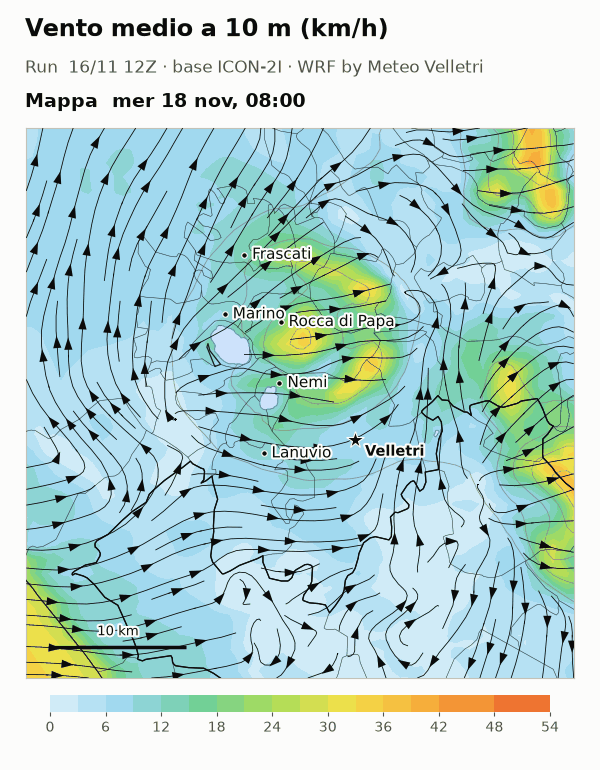 Vento medio a 10 m (km/h)
Run  16/11 12Z · base ICON-2I · WRF by Meteo Velletri
Mappa  mer 18 nov, 08:00
Frascati
Marino
Rocca di Papa
Nemi
Velletri
Lanuvio
10 km
0 6 12 18 24 30 36 42 48 54